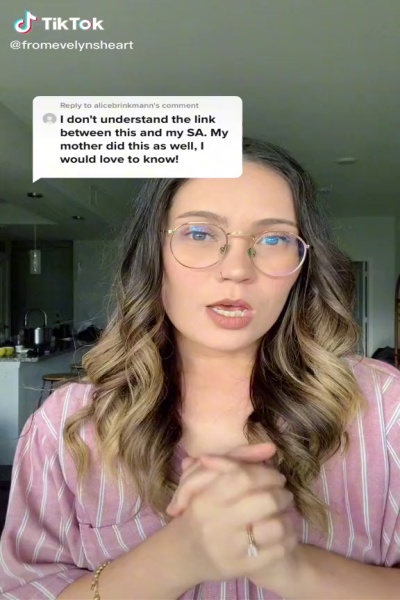 TikTok
@fromevelynsheart
Reply to alicebrinkmann's comment
I don't understand the link
between this and my SA. My
mother did this as well, I
would love to know!